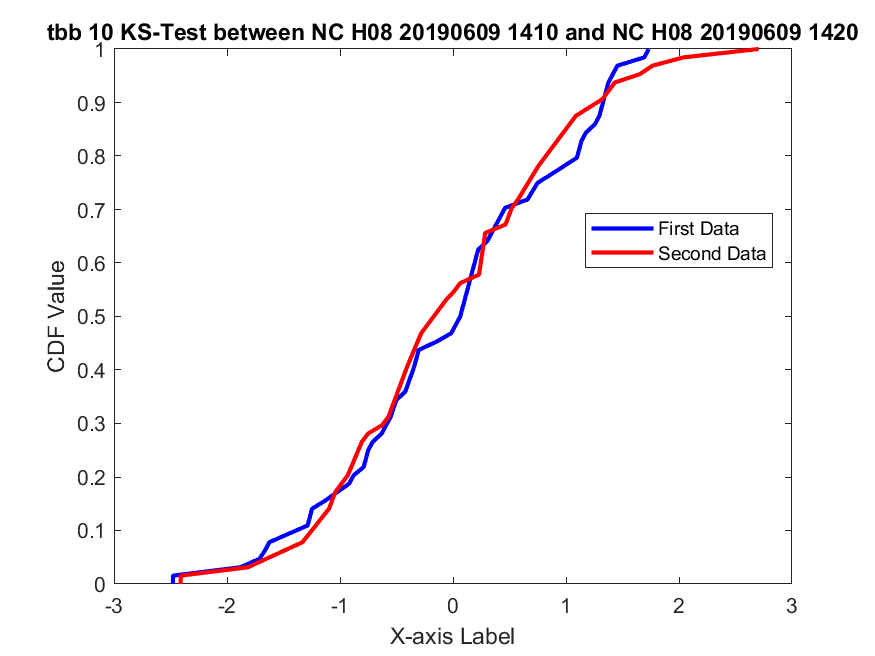 tbb 10 KS-Test between NC H08 20190609 1410 and NC H08 20190609 1420
1
0.9
0.8
0.7
0.6
0.5
0.4
0.3
0.2
0.1
0
CDF Value
First Data
Second Data
-3 -2 -1 0 1 2 3
X-axis Label